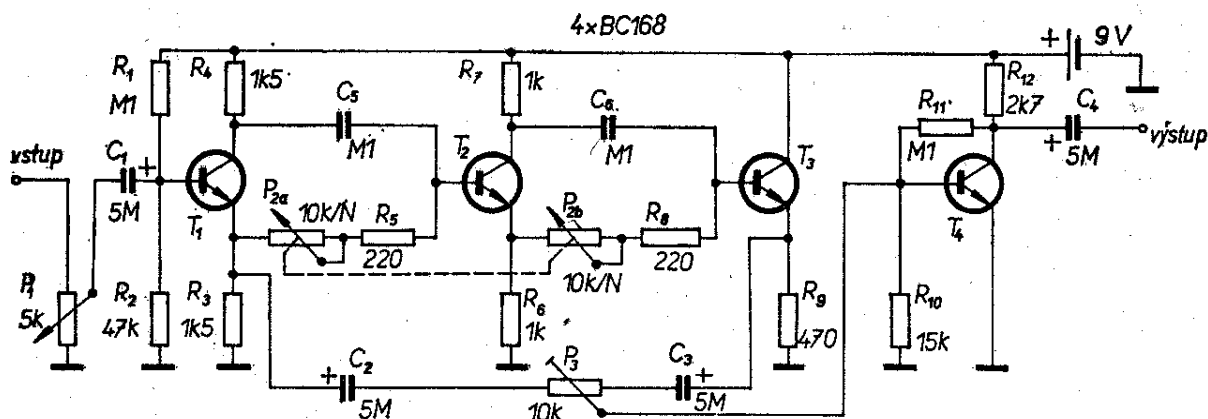 4xBC168
R1
M1
R4
1k5
C5
M1
R7
1k
C6
M1
R12
2k7
9V
+
R11
M1
C4
+
5M
výstup
vstup
C1
+
5M
T1
T2
T3
T4
P2a
10k/N
R5
220
P2b
10k/N
R8
220
P1
5k
R2
47k
R3
1k5
R6
1k
R9
470
R10
15k
C2
+
5M
P3
10k
C3
+
5M